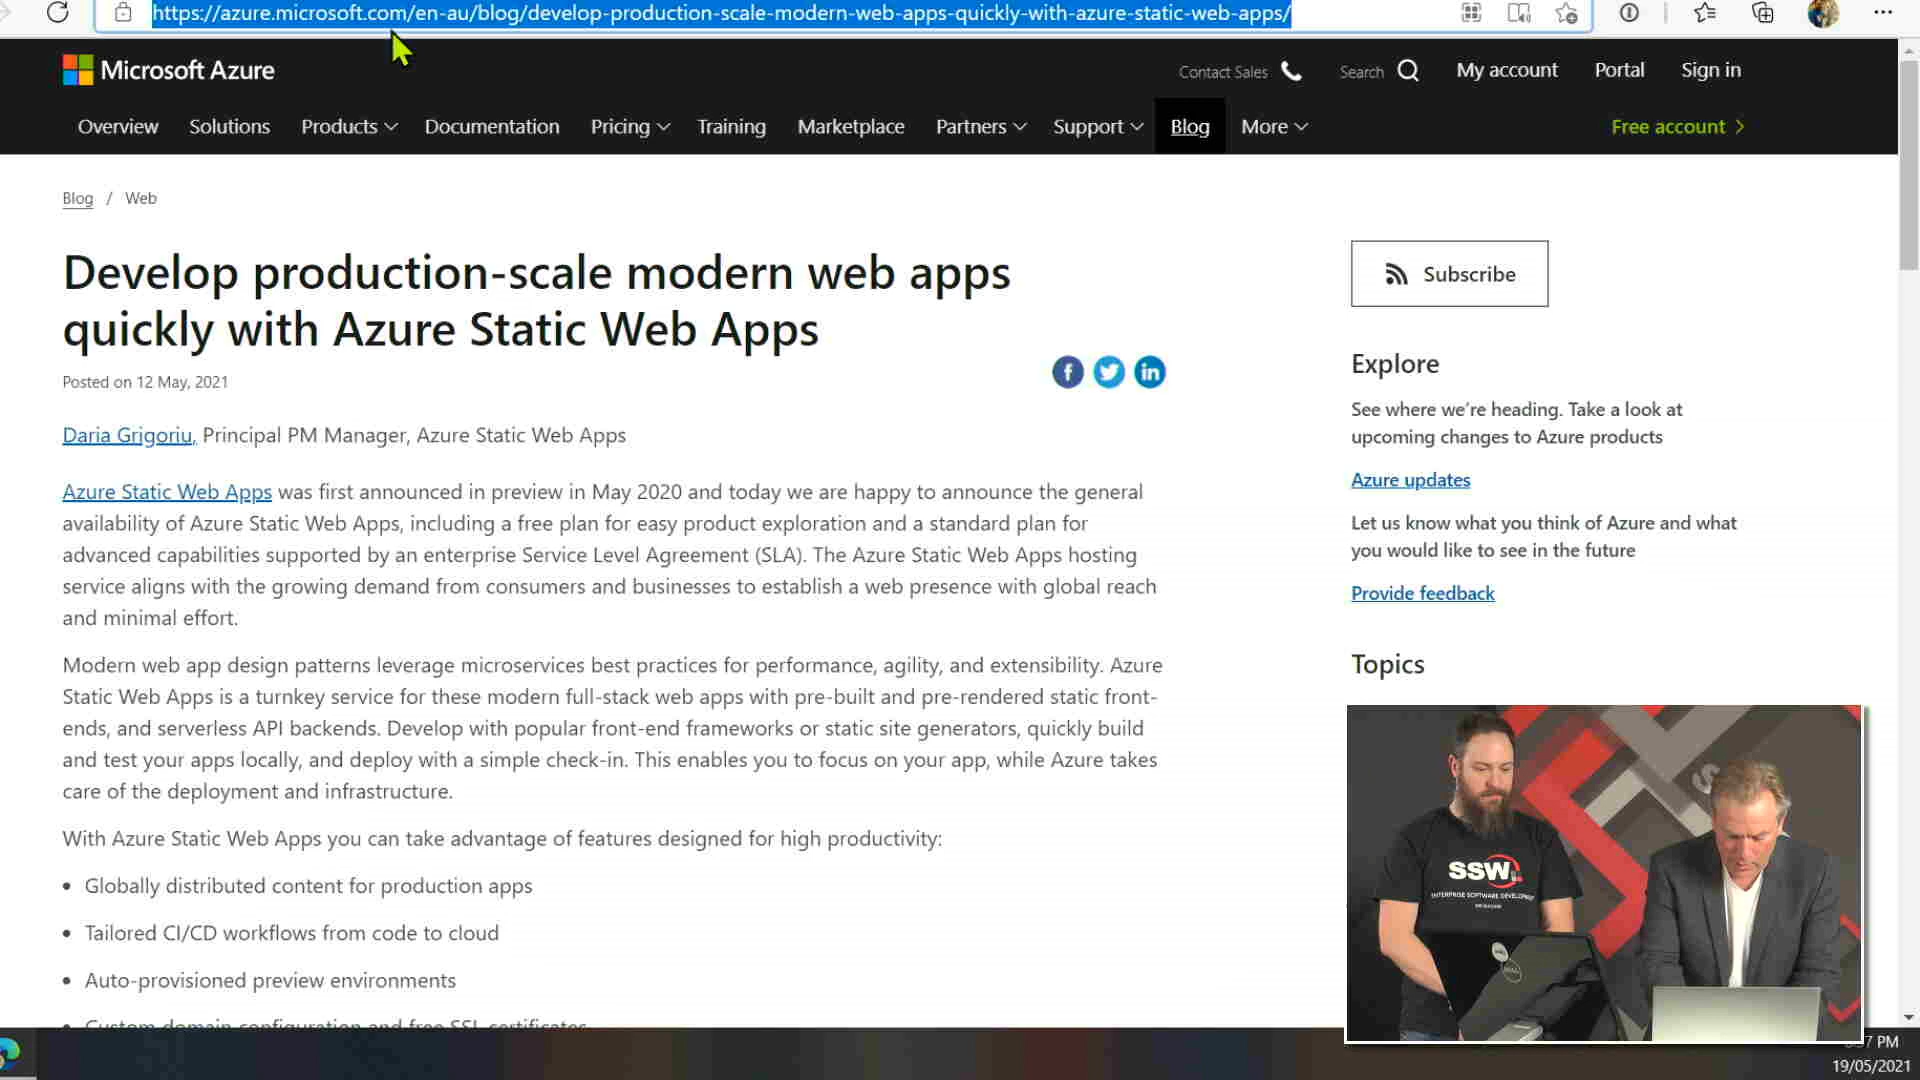 https://azure.microsoft.com/en-au/blog/develop-production-scale-modern-web-apps-quickly-with-azure-static-web-apps/
Microsoft Azure
Contact Sales
Search
My account
Portal
Sign in
Overview
Solutions
Products
Documentation
Pricing
Training
Marketplace
Partners
Support
Blog
More
Free account
Blog / Web
Develop production-scale modern web apps
quickly with Azure Static Web Apps
Posted on 12 May, 2021
Daria Grigoriu, Principal PM Manager, Azure Static Web Apps
Azure Static Web Apps was first announced in preview in May 2020 and today we are happy to announce the general
availability of Azure Static Web Apps, including a free plan for easy product exploration and a standard plan for
advanced capabilities supported by an enterprise Service Level Agreement (SLA). The Azure Static Web Apps hosting
service aligns with the growing demand from consumers and businesses to establish a web presence with global reach
and minimal effort.
Modern web app design patterns leverage microservices best practices for performance, agility, and extensibility. Azure
Static Web Apps is a turnkey service for these modern full-stack web apps with pre-built and pre-rendered static front-
ends, and serverless API backends. Develop with popular front-end frameworks or static site generators, quickly build
and test your apps locally, and deploy with a simple check-in. This enables you to focus on your app, while Azure takes
care of the deployment and infrastructure.
With Azure Static Web Apps you can take advantage of features designed for high productivity:
• Globally distributed content for production apps
• Tailored CI/CD workflows from code to cloud
• Auto-provisioned preview environments
• Custom domain configuration and free SSL certificates
Subscribe
Explore
See where we're heading. Take a look at
upcoming changes to Azure products
Azure updates
Let us know what you think of Azure and what
you would like to see in the future
Provide feedback
Topics
SSW
ENTERPRISE SOFTWARE DEVELOPMENT
DELL
PM
19/05/2021